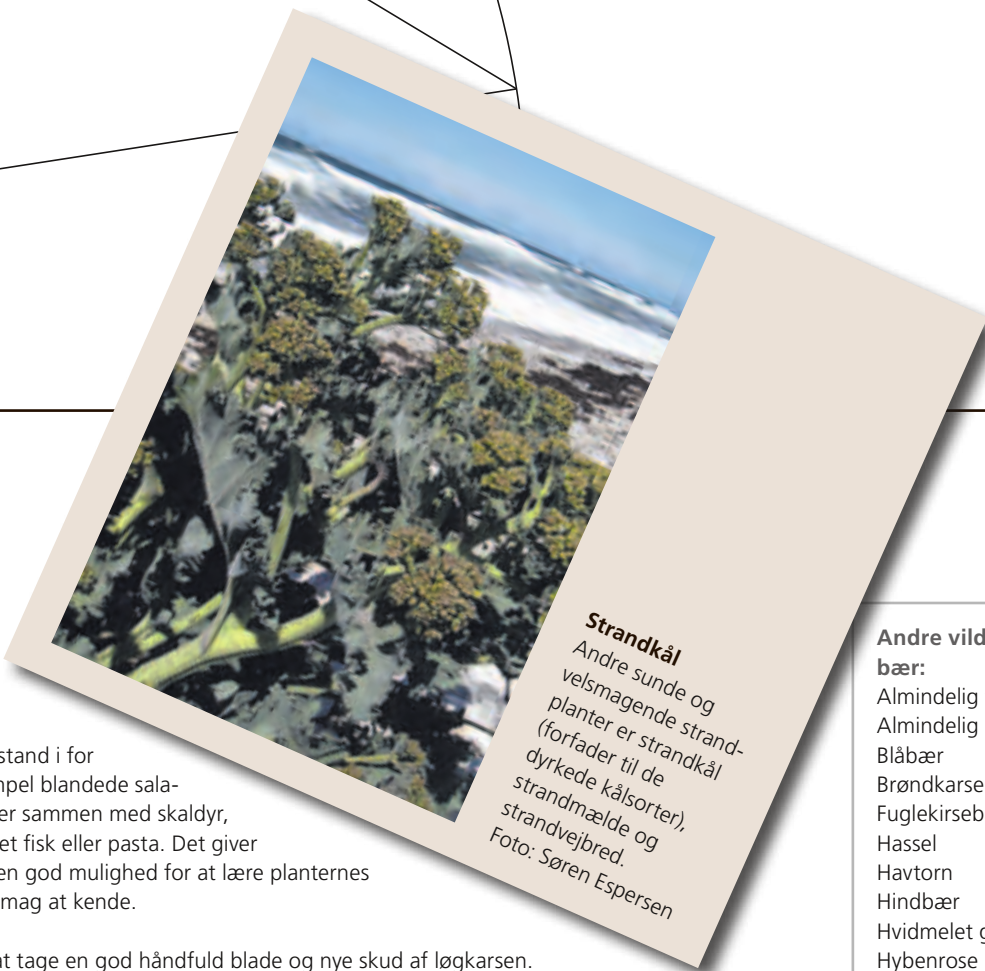 Strandkål
Andre sunde og
velsmagende strand-
planter er strandkål
(forfader til de
dyrkede kålsorter),
strandmælde og
strandvejbred.
Foto: Søren Espersen
stand i for
pel blandede sala-
er sammen med skaldyr,
et fisk eller pasta. Det giver
en god mulighed for at lære planternes
mag at kende.
at tage en god håndfuld blade og nye skud af løgkarsen.
Andre vild
bær:
Almindelig
Almindelig
Blåbær
Brøndkarse
Fuglekirseb
Hassel
Havtorn
Hindbær
Hvidmelet g
Hybenrose